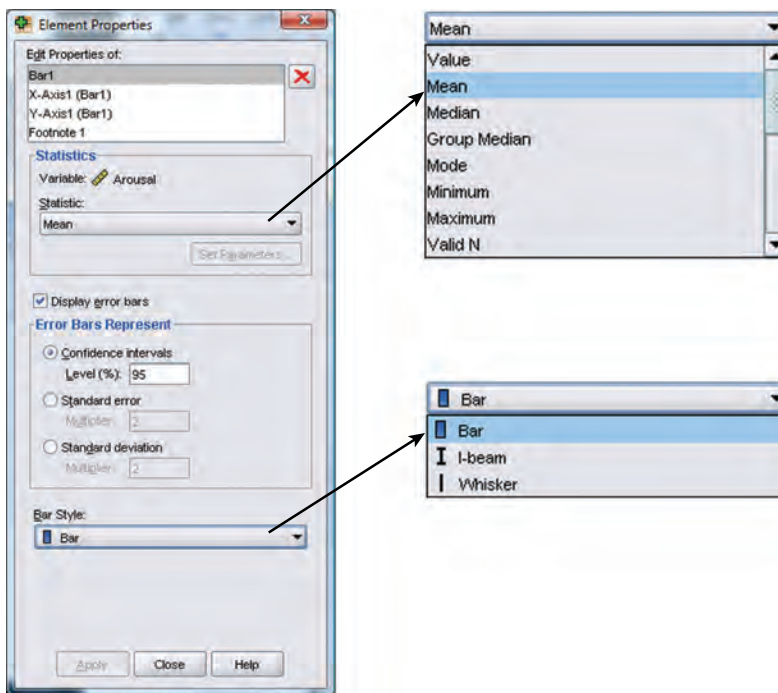 Element Properties
Edit Properties of:
Bar1
X-Axis1 (Bar1)
Y-Axis1 (Bar1)
Footnote 1
Statistics
Variable: Arousal
Statistic:
Mean
Set Parameters...
Display error bars
Error Bars Represent
Confidence intervals
Level (%): 95
Standard error
Multiplier: 2
Standard deviation
Multiplier: 2
Bar Style:
Bar
Apply Close Help
Mean
Value
Mean
Median
Group Median
Mode
Minimum
Maximum
Valid N
Bar
Bar
I-beam
Whisker